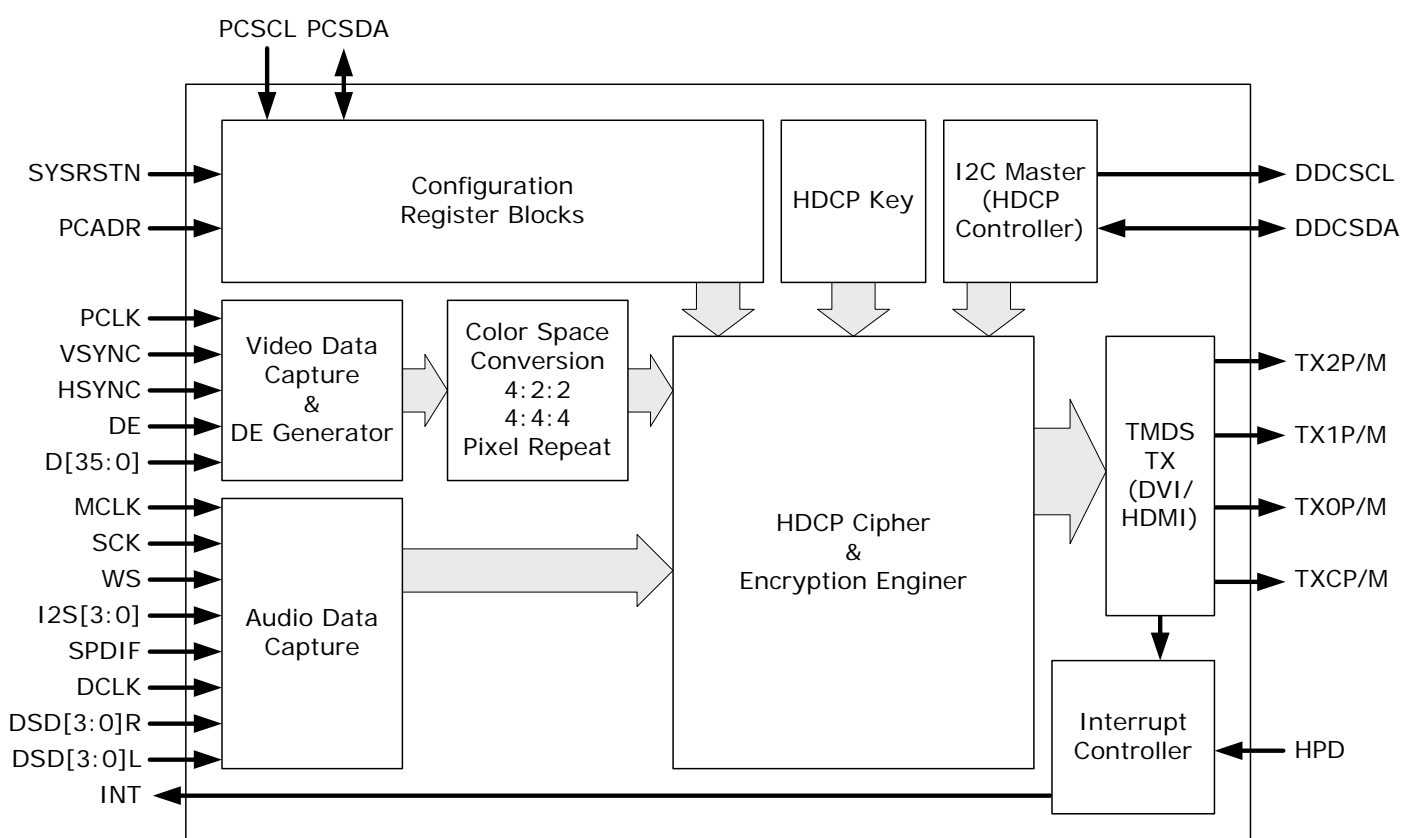 PCSCL PCSDA
SYSRSTN
PCADR
Configuration
Register Blocks
HDCP Key
I2C Master
(HDCP
Controller)
DDCSCL
DDCSDA
PCLK
VSYNC
HSYNC
DE
D[35:0]
Video Data
Capture
&
DE Generator
Color Space
Conversion
4:2:2
4:4:4
Pixel Repeat
MCLK
SCK
WS
I2S[3:0]
SPDIF
DCLK
DSD[3:0]R
DSD[3:0]L
INT
Audio Data
Capture
HDCP Cipher
&
Encryption Enginer
TMDS
TX
(DVI/
HDMI)
TX2P/M
TX1P/M
TX0P/M
TXCP/M
Interrupt
Controller
HPD